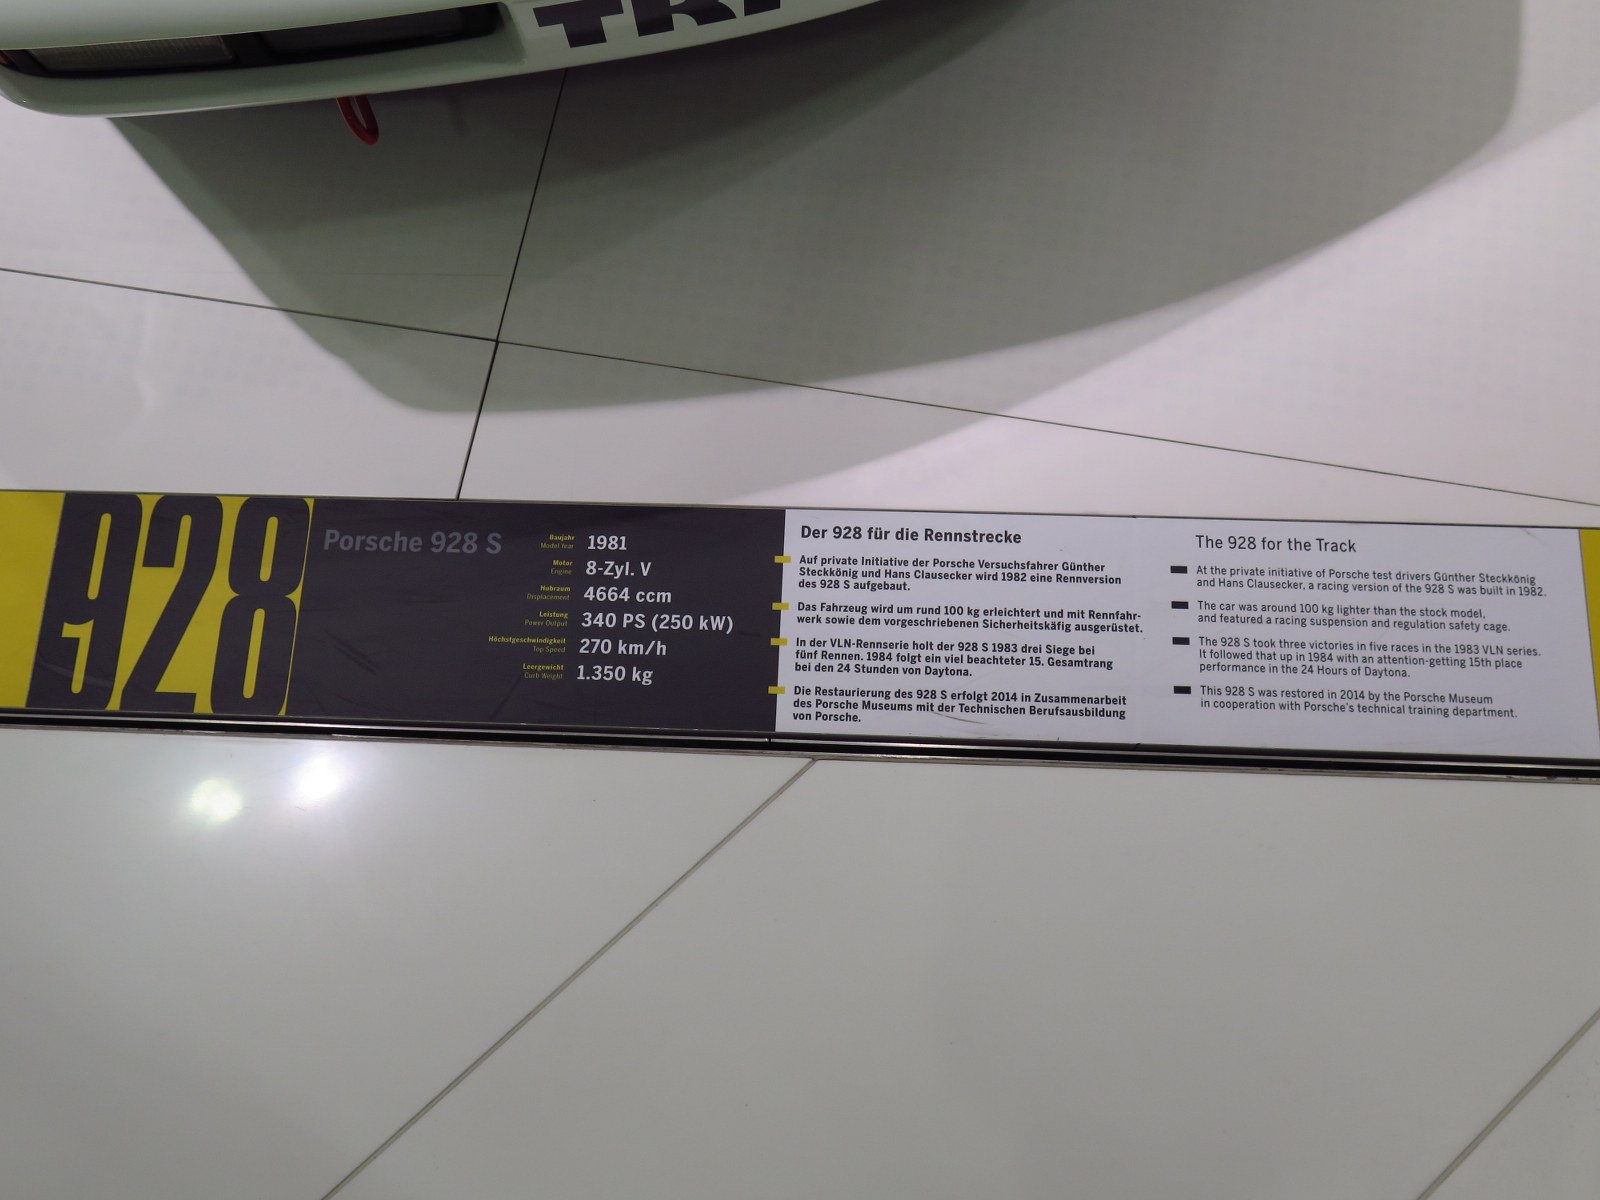 928
Porsche 928 S
Baujahr
Model Year
1981
Motor
Engine
8-Zyl. V
Hubraum
Displacement
4664 ccm
Leistung
Power Output
340 PS (250 kW)
Höchstgeschwindigkeit
Top Speed
270 km/h
Leergewicht
Curb Weight
1.350 kg
Der 928 für die Rennstrecke
Auf private Initiative der Porsche Versuchsfahrer Günther
Steckkönig und Hans Clausecker wird 1982 eine Rennversion
des 928 S aufgebaut.
Das Fahrzeug wird um rund 100 kg erleichtert und mit Rennfahr-
werk sowie dem vorgeschriebenen Sicherheitskäfig ausgerüstet.
In der VLN-Rennserie holt der 928 S 1983 drei Siege bei
fünf Rennen. 1984 folgt ein viel beachteter 15. Gesamtrang
bei den 24 Stunden von Daytona.
Die Restaurierung des 928 S erfolgt 2014 in Zusammenarbeit
des Porsche Museums mit der Technischen Berufsausbildung
von Porsche.
The 928 for the Track
At the private initiative of Porsche test drivers Günther Steckkönig
and Hans Clausecker, a racing version of the 928 S was built in 1982.
The car was around 100 kg lighter than the stock model,
and featured a racing suspension and regulation safety cage.
The 928 S took three victories in five races in the 1983 VLN series.
It followed that up in 1984 with an attention-getting 15th place
performance in the 24 Hours of Daytona.
This 928 S was restored in 2014 by the Porsche Museum
in cooperation with Porsche's technical training department.